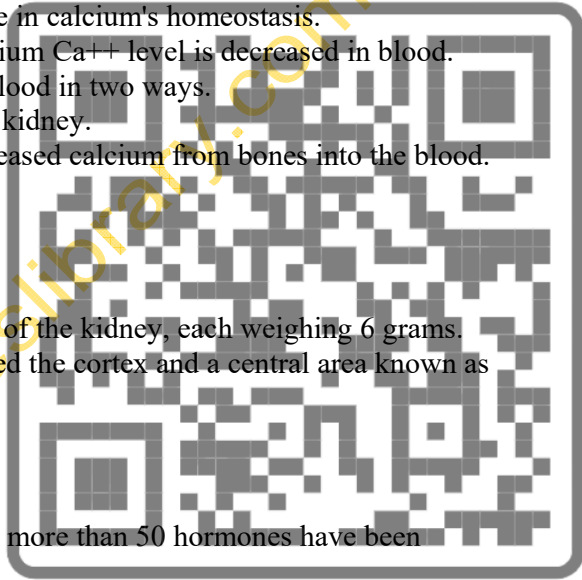 e in calcium's homeostasis.
ium Ca++ level is decreased in blood.
lood in two ways.
kidney.
eased calcium from bones into the blood.
slibrary.com
of the kidney, each weighing 6 grams.
ed the cortex and a central area known as
more than 50 hormones have been